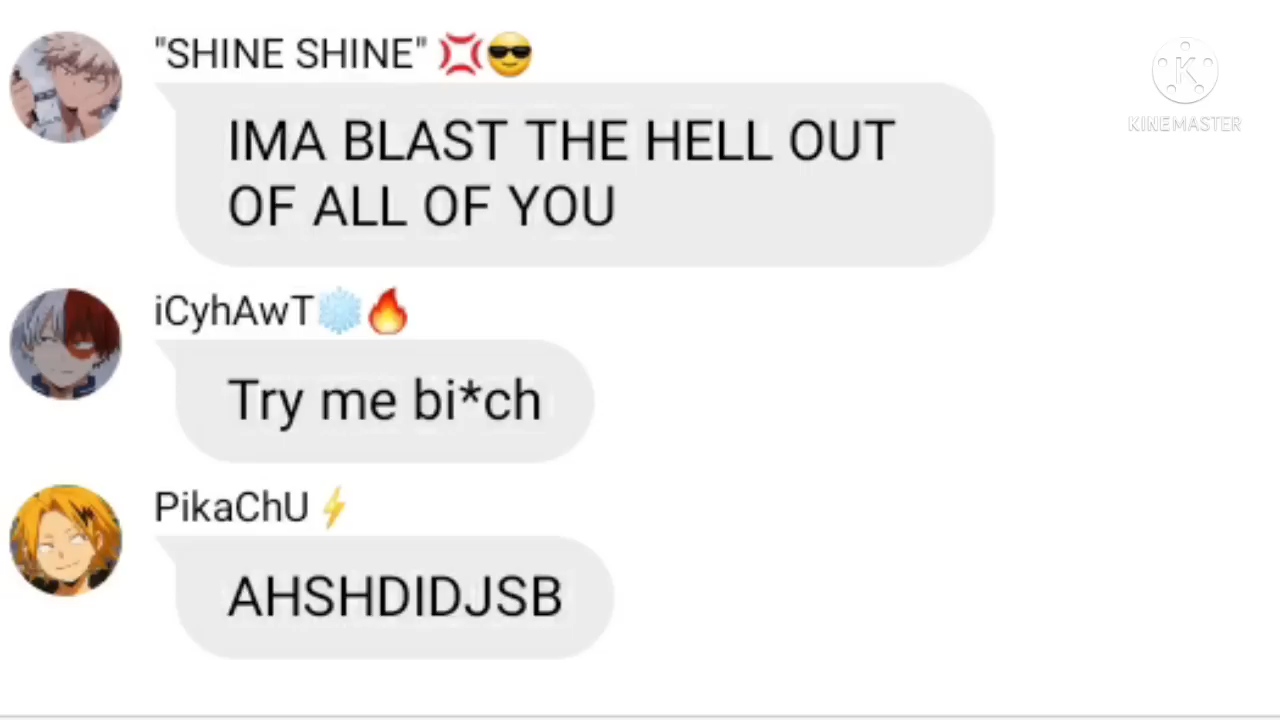 "SHINE SHINE" 💢😎
IMA BLAST THE HELL OUT
OF ALL OF YOU
iCyhAwT❄️🔥
Try me bi*ch
PikaChU⚡
AHSHDIDJSB
K
KINEMASTER